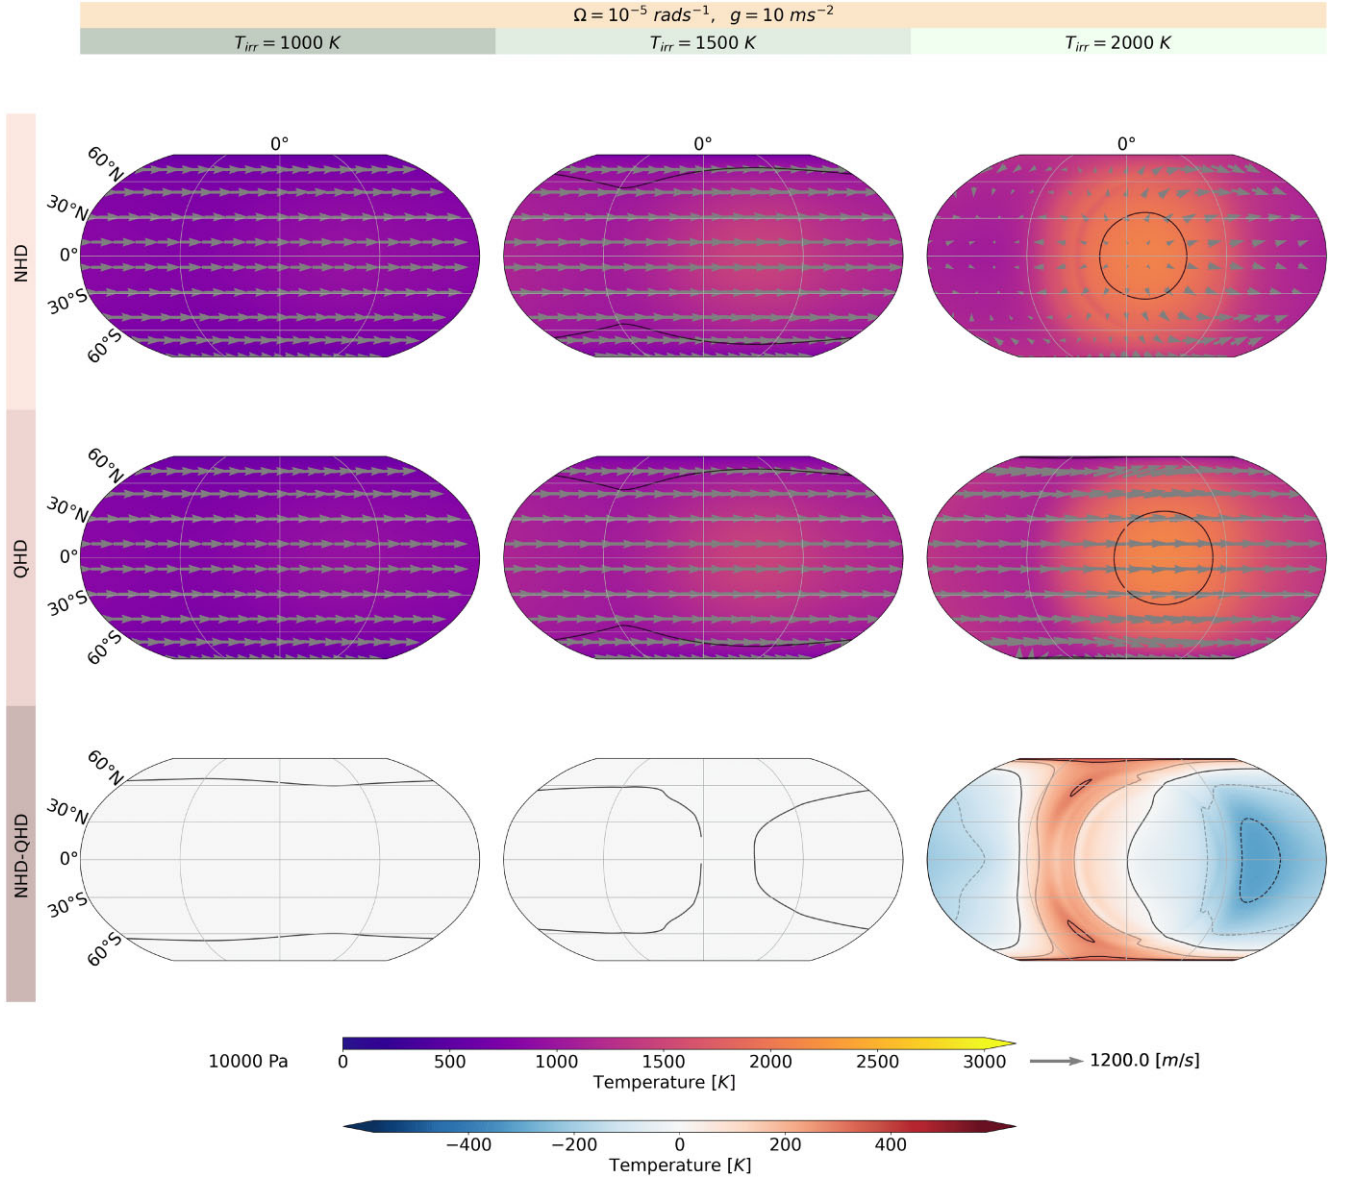 Ω = 10⁻⁵ rads⁻¹, g = 10 ms⁻²
T_irr = 1000 K T_irr = 1500 K T_irr = 2000 K
NHD
0° 0° 0°
60°N
30°N
0°
30°S
60°S
QHD
60°N
30°N
0°
30°S
60°S
NHD-QHD
60°N
30°N
0°
30°S
60°S
10000 Pa 0 500 1000 1500 2000 2500 3000 1200.0 [m/s]
Temperature [K]
−400 −200 0 200 400
Temperature [K]